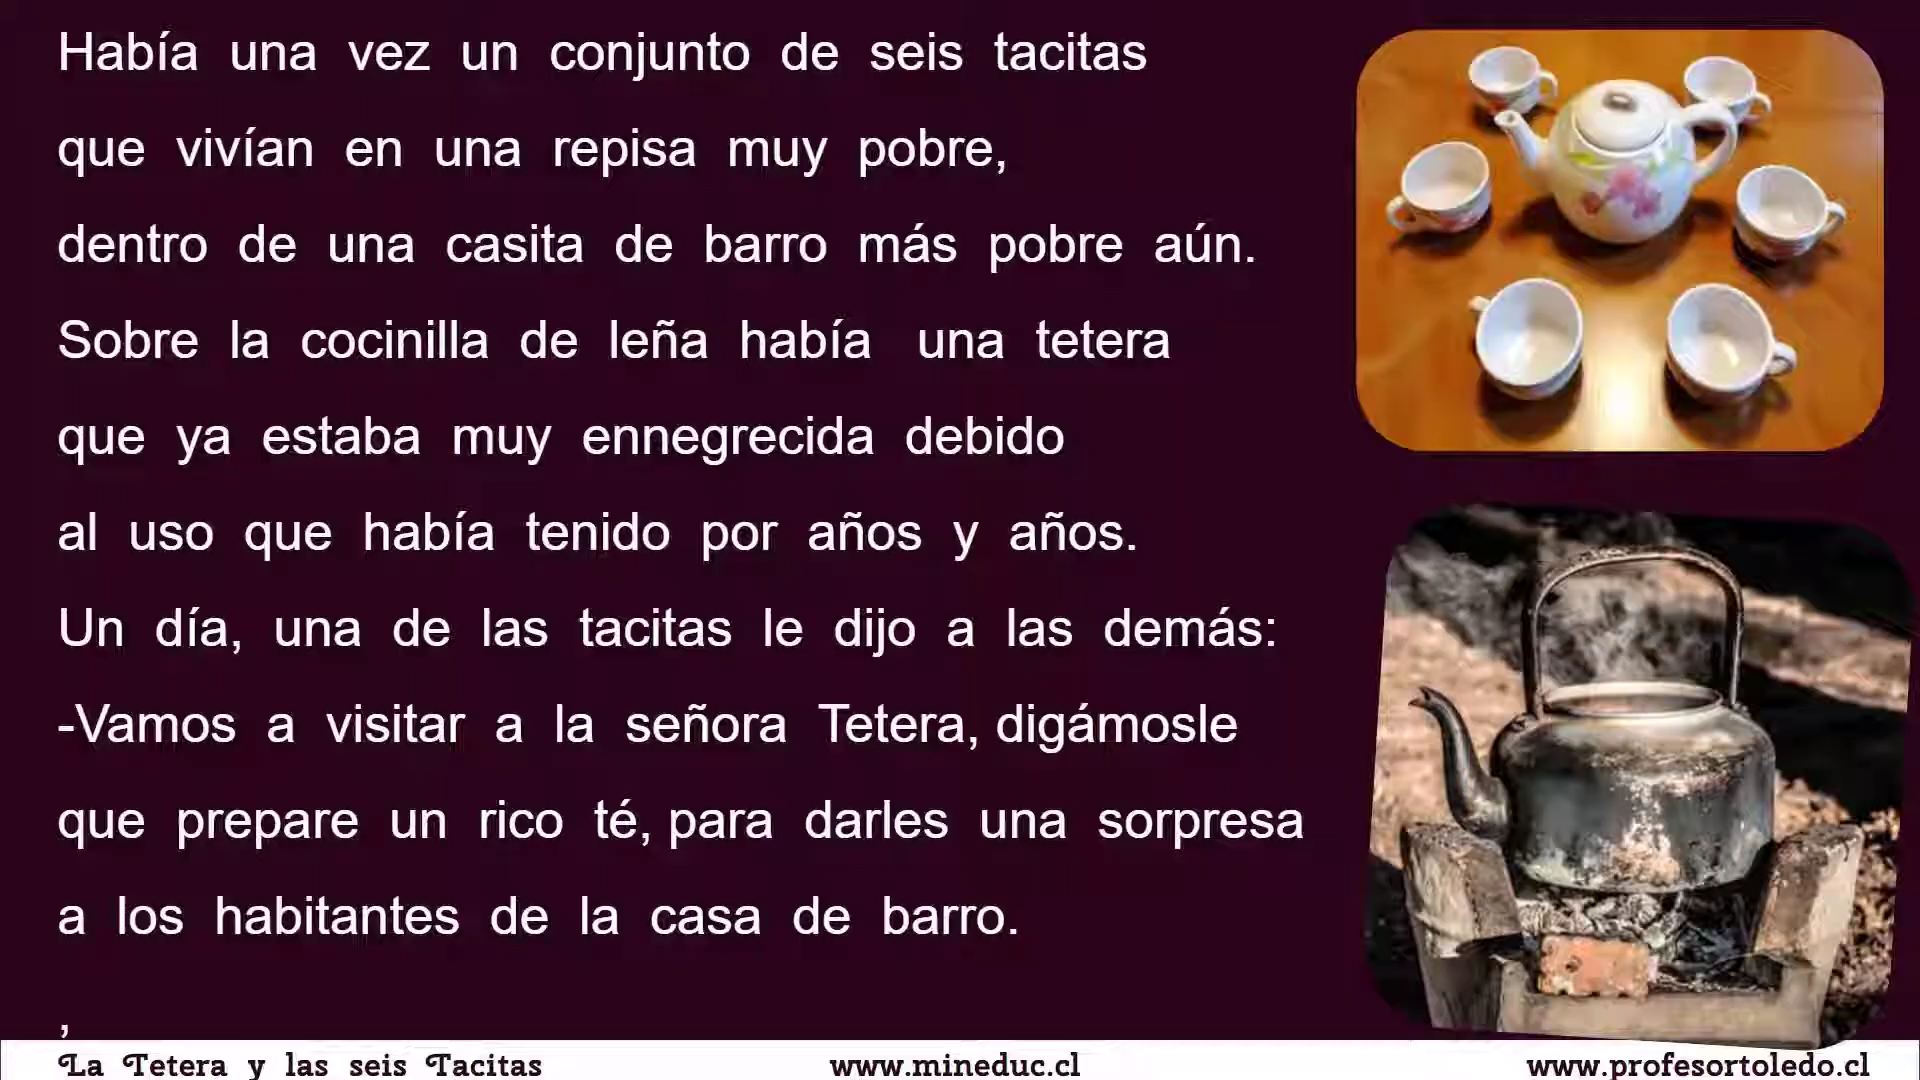 Había una vez un conjunto de seis tacitas
que vivían en una repisa muy pobre,
dentro de una casita de barro más pobre aún.
Sobre la cocinilla de leña había una tetera
que ya estaba muy ennegrecida debido
al uso que había tenido por años y años.
Un día, una de las tacitas le dijo a las demás:
-Vamos a visitar a la señora Tetera, digámosle
que prepare un rico té, para darles una sorpresa
a los habitantes de la casa de barro.
,
La Tetera y las seis Tacitas
www.mineduc.cl
www.profesortoledo.cl